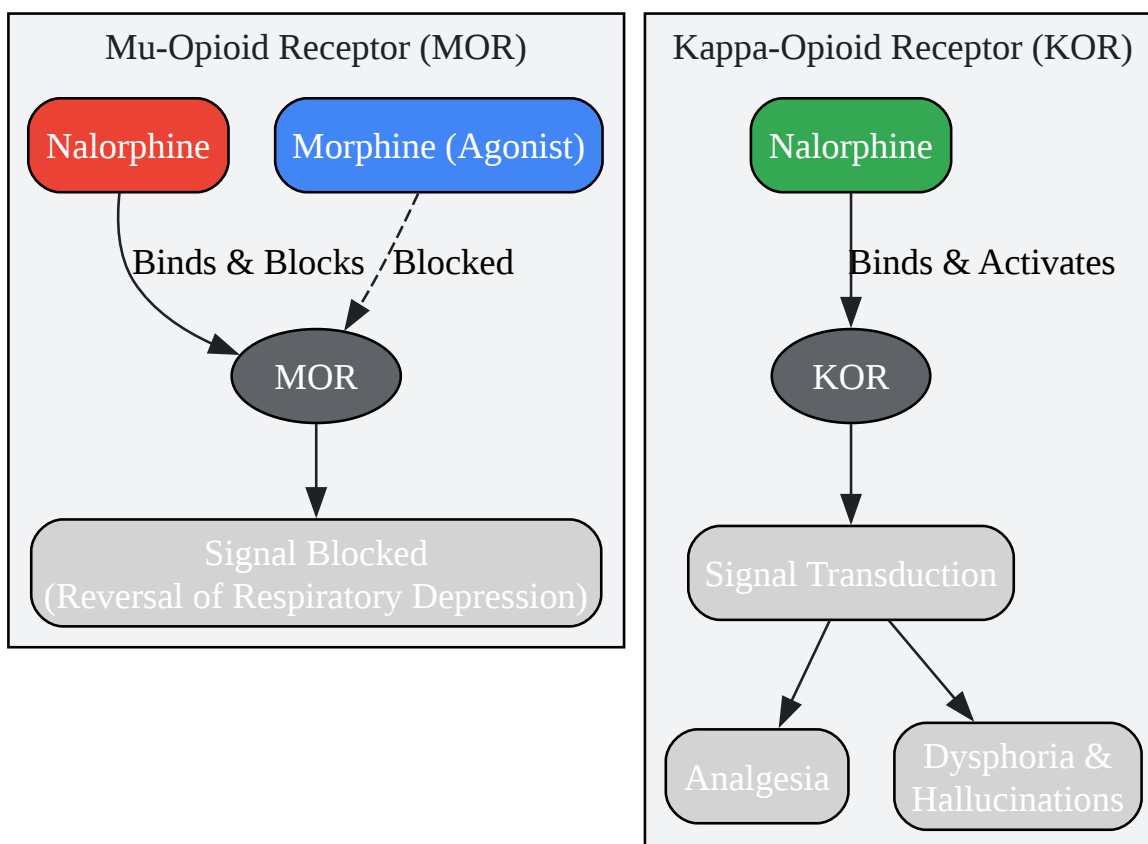 Mu-Opioid Receptor (MOR)
Nalorphine
Morphine (Agonist)
Binds & Blocks
Blocked
MOR
Signal Blocked
(Reversal of Respiratory Depression)
Kappa-Opioid Receptor (KOR)
Nalorphine
Binds & Activates
KOR
Signal Transduction
Analgesia
Dysphoria &
Hallucinations